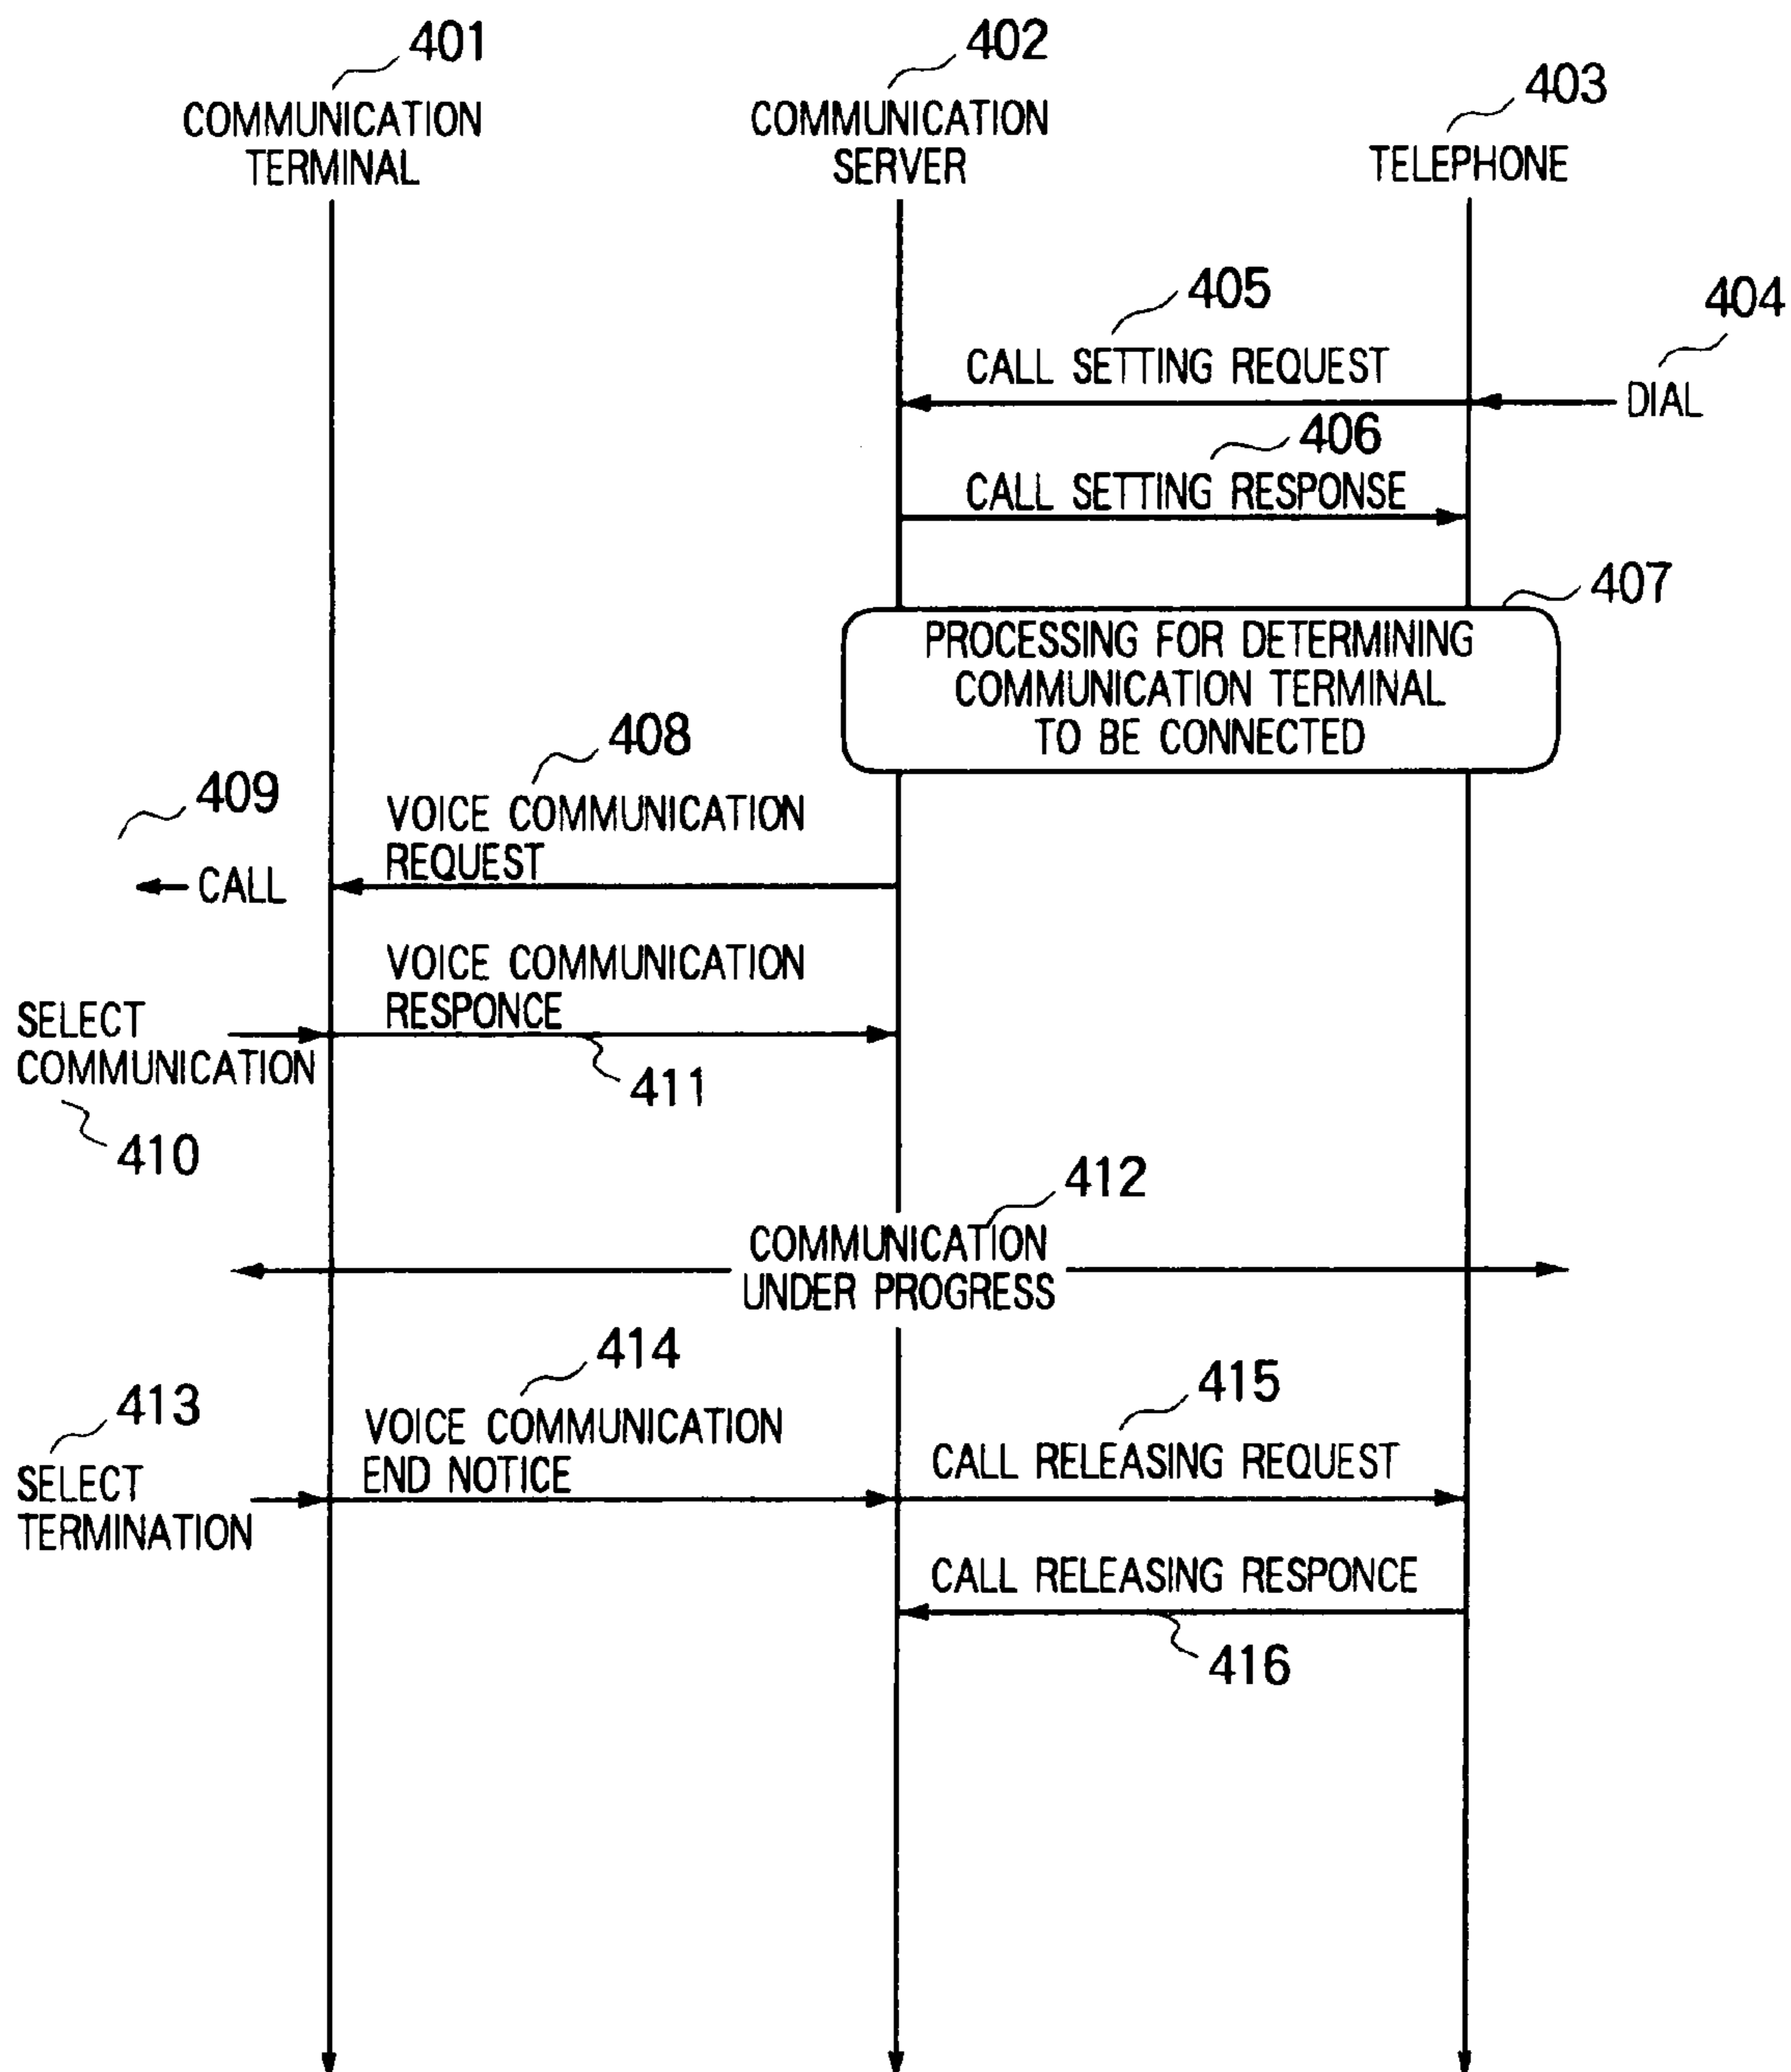 401
COMMUNICATION
TERMINAL
402
COMMUNICATION
SERVER
403
TELEPHONE
405
CALL SETTING REQUEST
404
DIAL
406
CALL SETTING RESPONSE
407
PROCESSING FOR DETERMINING
COMMUNICATION TERMINAL
TO BE CONNECTED
408
VOICE COMMUNICATION
REQUEST
409
CALL
VOICE COMMUNICATION
RESPONCE
SELECT
COMMUNICATION
411
410
412
COMMUNICATION
UNDER PROGRESS
414
413
VOICE COMMUNICATION
END NOTICE
415
CALL RELEASING REQUEST
SELECT
TERMINATION
CALL RELEASING RESPONCE
416